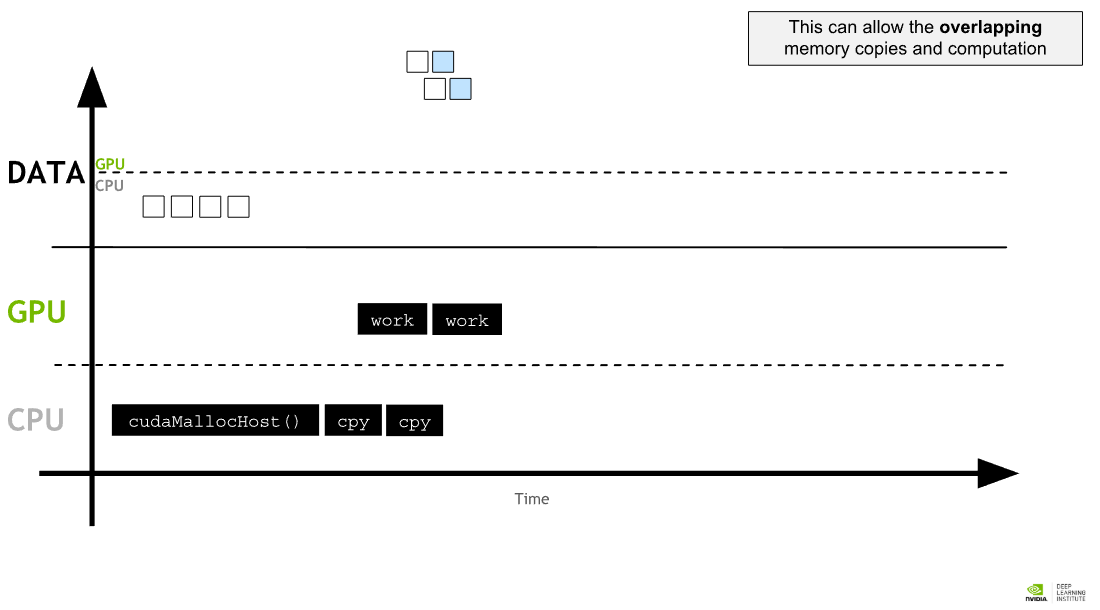 This can allow the overlapping
memory copies and computation
DATA
GPU
CPU
GPU
work work
CPU
cudaMallocHost() cpy cpy
Time
NVIDIA.
DEEP
LEARNING
INSTITUTE